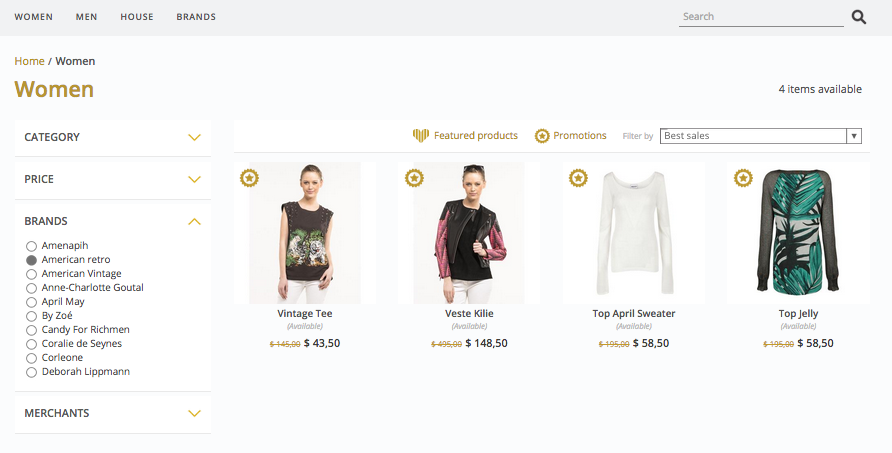 WOMEN MEN HOUSE BRANDS Search
Home / Women
Women
4 items available
CATEGORY
PRICE
BRANDS
Amenapih
American retro
American Vintage
Anne-Charlotte Goutal
April May
By Zoé
Candy For Richmen
Coralie de Seynes
Corleone
Deborah Lippmann
MERCHANTS
Featured products Promotions Filter by Best sales
Vintage Tee
(Available)
$ 145,00 $ 43,50
Veste Kilie
(Available)
$ 495,00 $ 148,50
Top April Sweater
(Available)
$ 195,00 $ 58,50
Top Jelly
(Available)
$ 195,00 $ 58,50